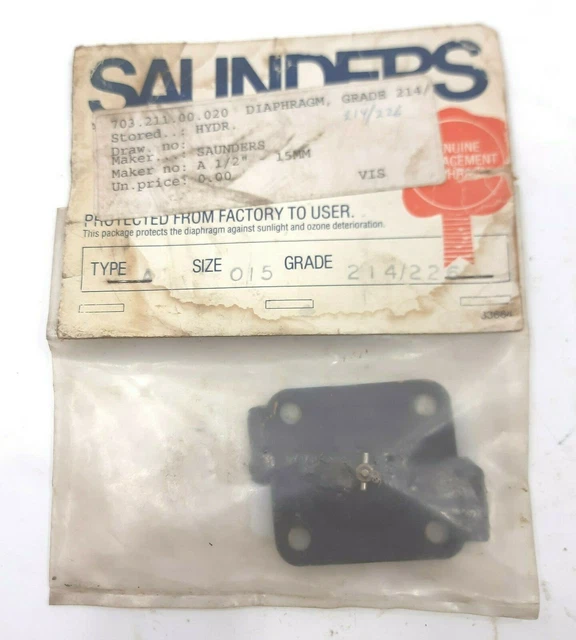 SAUNDERS
703.211.00.020 DIAPHRAGM, GRADE 214/
214/226
Stored..: HYDR.
Draw. no:
Maker...: SAUNDERS
Maker no: A 1/2" - 15MM
Un.price: 0.00
VIS
PROTECTED FROM FACTORY TO USER.
This package protects the diaphragm against sunlight and ozone deterioration.
TYPE A SIZE 015 GRADE 214/226